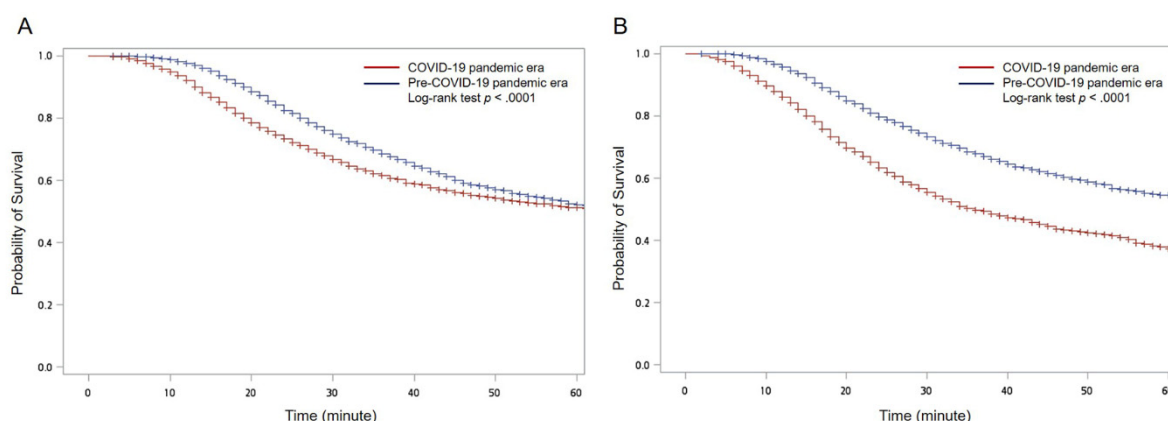 A
COVID-19 pandemic era
Pre-COVID-19 pandemic era
Log-rank test p < .0001
1.0
0.8
0.6
0.4
0.2
0.0
Probability of Survival
0 10 20 30 40 50 60
Time (minute)
B
COVID-19 pandemic era
Pre-COVID-19 pandemic era
Log-rank test p < .0001
1.0
0.8
0.6
0.4
0.2
0.0
Probability of Survival
0 10 20 30 40 50 60
Time (minute)